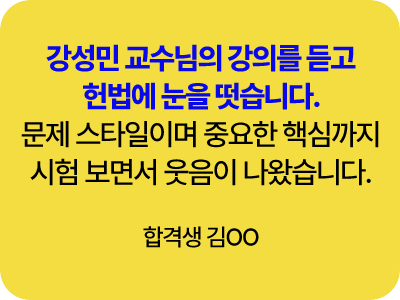 강성민 교수님의 강의를 듣고
헌법에 눈을 떳습니다.
문제 스타일이며 중요한 핵심까지
시험 보면서 웃음이 나왔습니다.
합격생 김OO